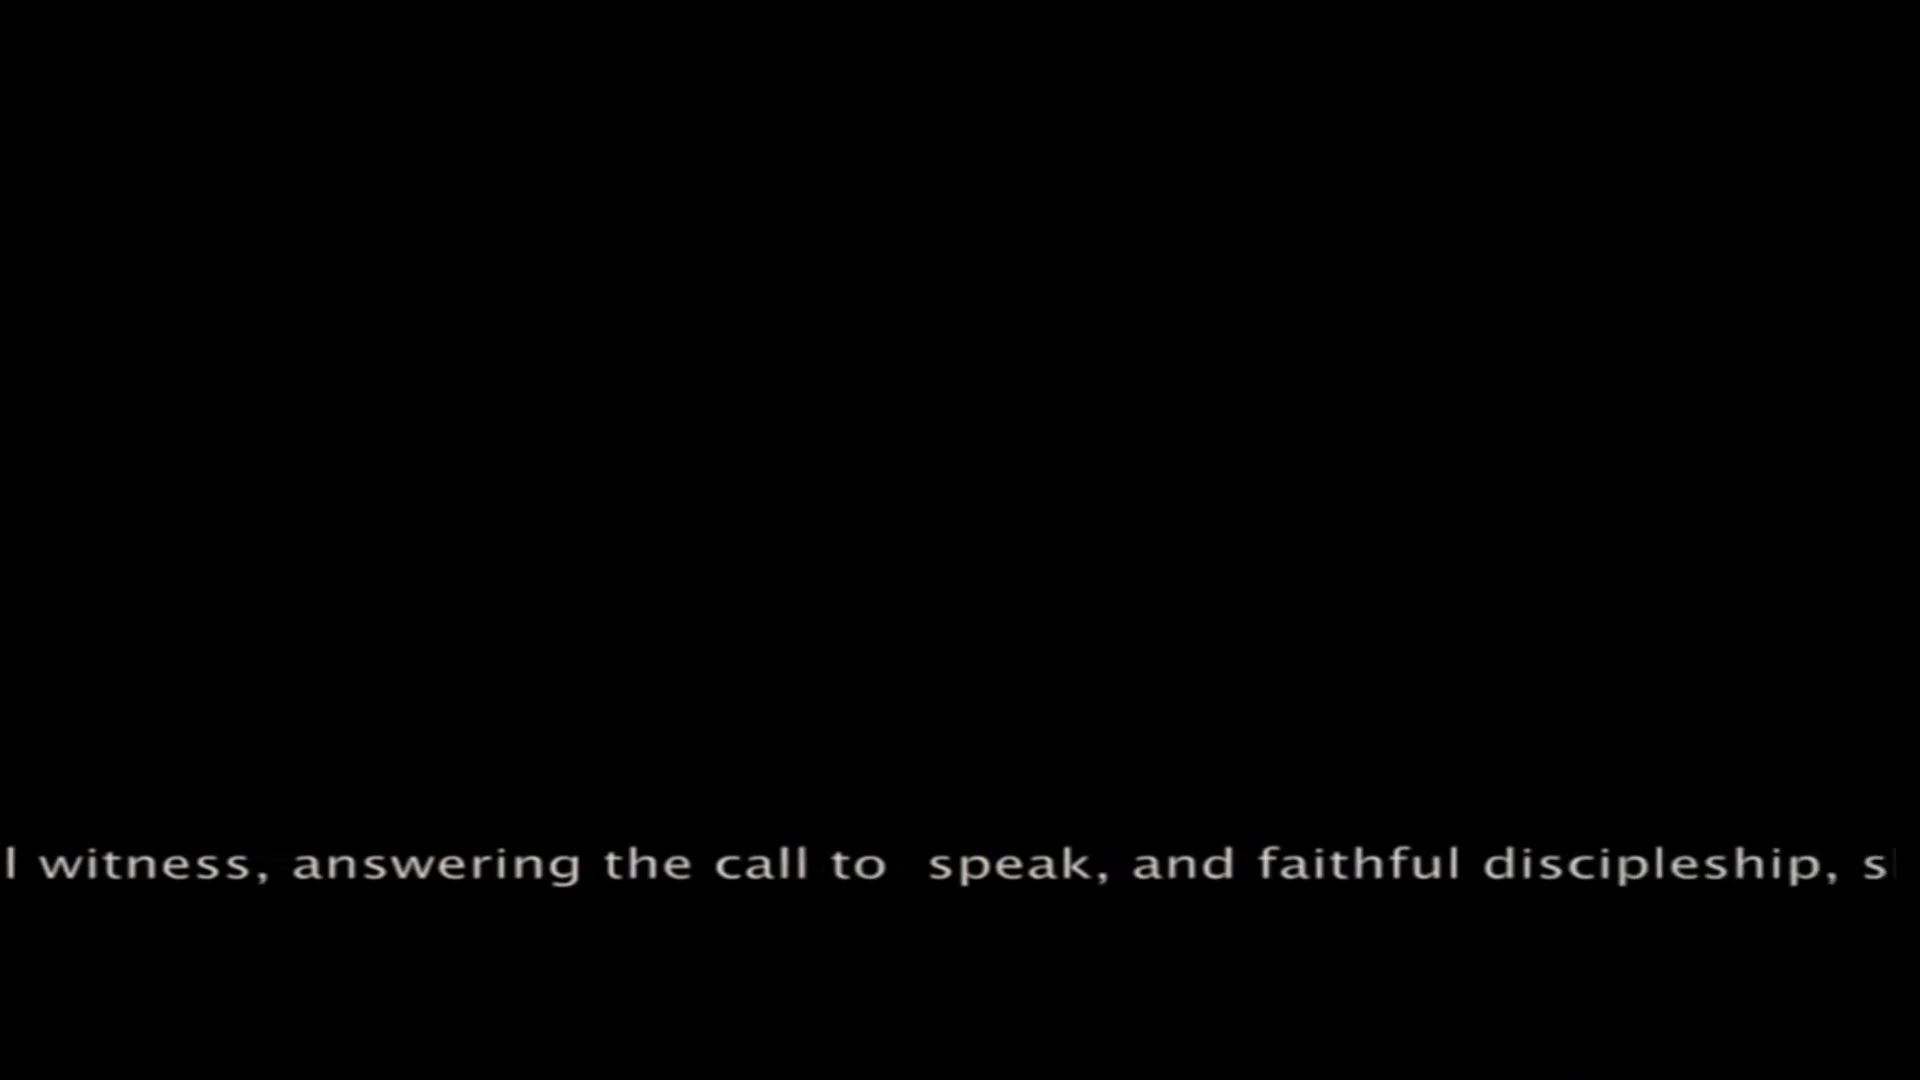 l witness, answering the call to  speak, and faithful discipleship, s